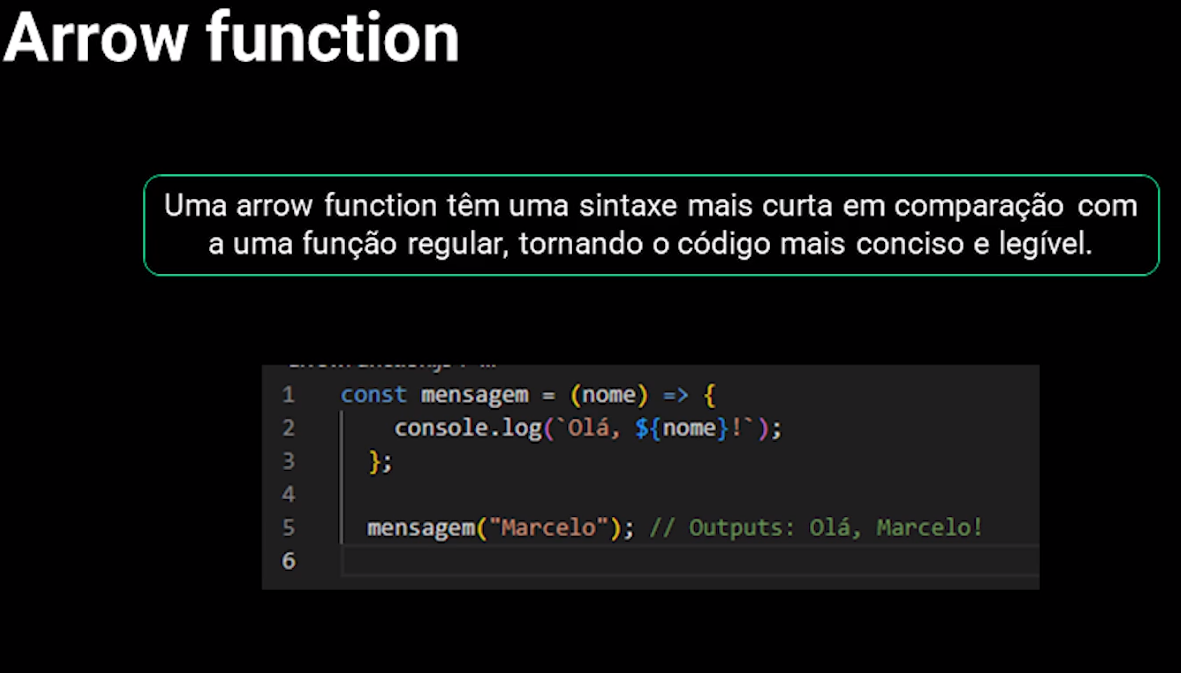 Arrow function
Uma arrow function têm uma sintaxe mais curta em comparação com
a uma função regular, tornando o código mais conciso e legível.
1 const mensagem = (nome) => {
2 console.log(`Olá, ${nome}!`);
3 };
4
5 mensagem("Marcelo"); // Outputs: Olá, Marcelo!
6